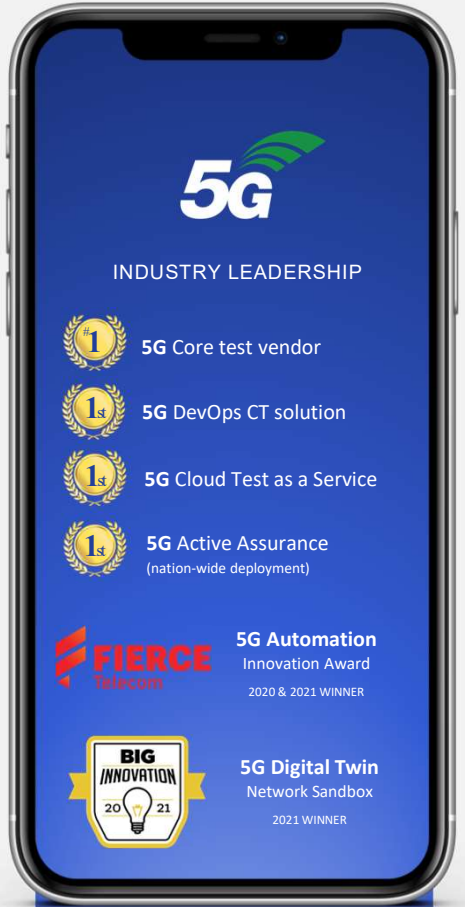 5G
INDUSTRY LEADERSHIP
#1
5G Core test vendor
1st
5G DevOps CT solution
1st
5G Cloud Test as a Service
1st
5G Active Assurance
(nation-wide deployment)
FIERCE
Telecom
5G Automation
Innovation Award
2020 & 2021 WINNER
BIG
INNOVATION
20 21
5G Digital Twin
Network Sandbox
2021 WINNER